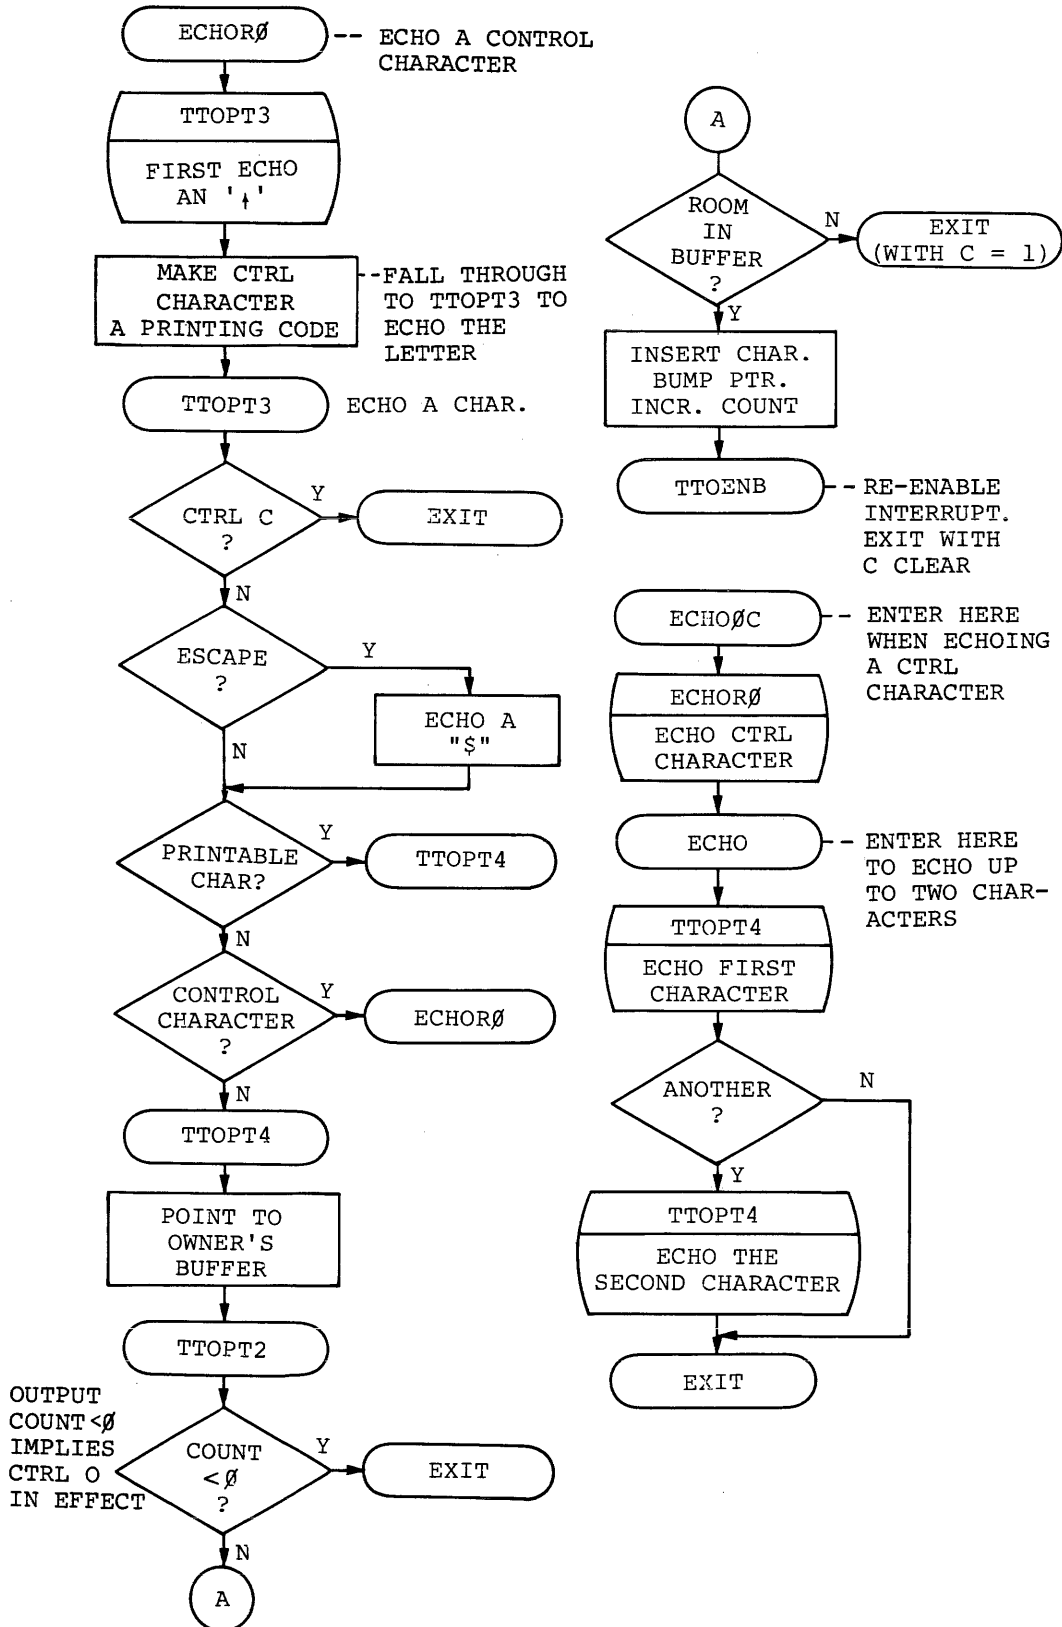 ECHORØ
-- ECHO A CONTROL
CHARACTER
TTOPT3
FIRST ECHO
AN '↑'
MAKE CTRL
CHARACTER
A PRINTING CODE
--FALL THROUGH
TO TTOPT3 TO
ECHO THE
LETTER
TTOPT3
ECHO A CHAR.
CTRL C
?
Y
EXIT
N
ESCAPE
?
Y
ECHO A
"$"
N
PRINTABLE
CHAR?
Y
TTOPT4
N
CONTROL
CHARACTER
?
Y
ECHORØ
N
TTOPT4
POINT TO
OWNER'S
BUFFER
TTOPT2
OUTPUT
COUNT<Ø
IMPLIES
CTRL O
IN EFFECT
COUNT
<Ø
?
Y
EXIT
N
A
A
ROOM
IN
BUFFER
?
N
EXIT
(WITH C = 1)
Y
INSERT CHAR.
BUMP PTR.
INCR. COUNT
TTOENB
-- RE-ENABLE
INTERRUPT.
EXIT WITH
C CLEAR
ECHOØC
-- ENTER HERE
WHEN ECHOING
A CTRL
CHARACTER
ECHORØ
ECHO CTRL
CHARACTER
ECHO
-- ENTER HERE
TO ECHO UP
TO TWO CHAR-
ACTERS
TTOPT4
ECHO FIRST
CHARACTER
ANOTHER
?
N
Y
TTOPT4
ECHO THE
SECOND CHARACTER
EXIT